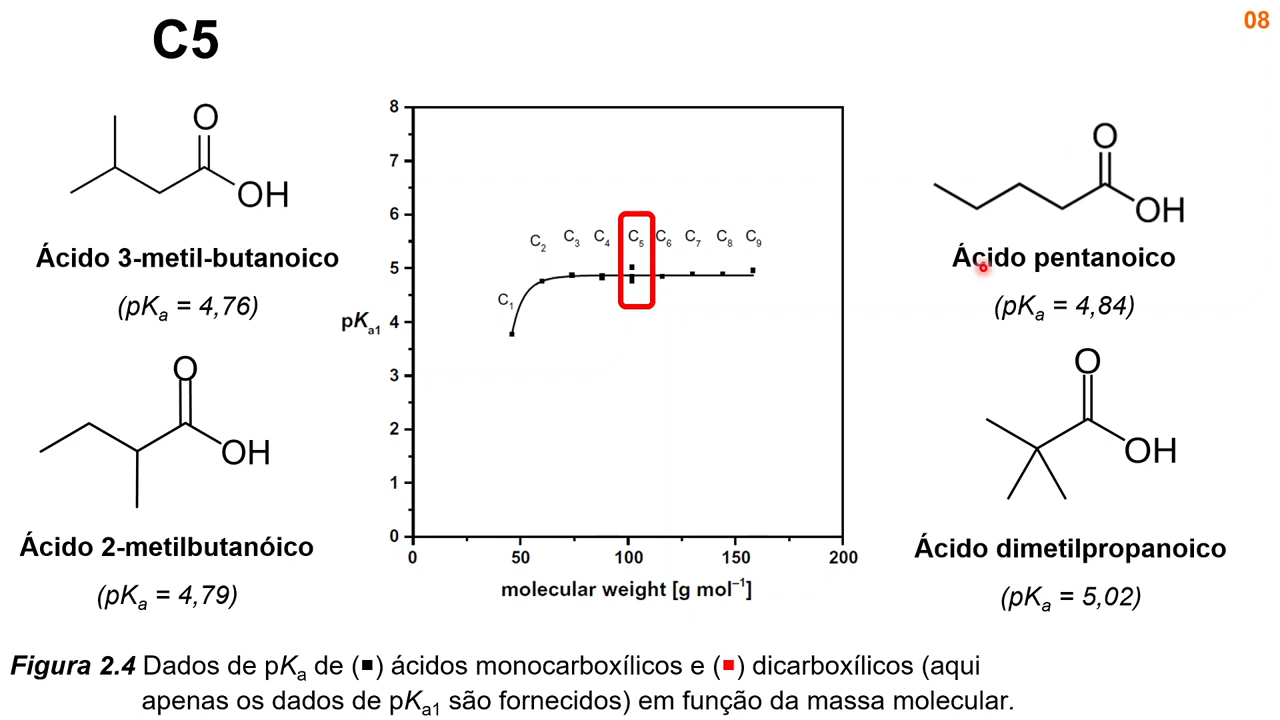 08
C5
O
OH
Ácido 3-metil-butanoico
(pKa = 4,76)
O
OH
Ácido 2-metilbutanóico
(pKa = 4,79)
8
7
6
5
4
3
2
1
0
pKa1
C1
C2
C3
C4
C5
C6
C7
C8
C9
0
50
100
150
200
molecular weight [g mol⁻¹]
O
OH
Ácido pentanoico
(pKa = 4,84)
O
OH
Ácido dimetilpropanoico
(pKa = 5,02)
Figura 2.4 Dados de pKa de (■) ácidos monocarboxílicos e (■) dicarboxílicos (aqui
apenas os dados de pKa1 são fornecidos) em função da massa molecular.